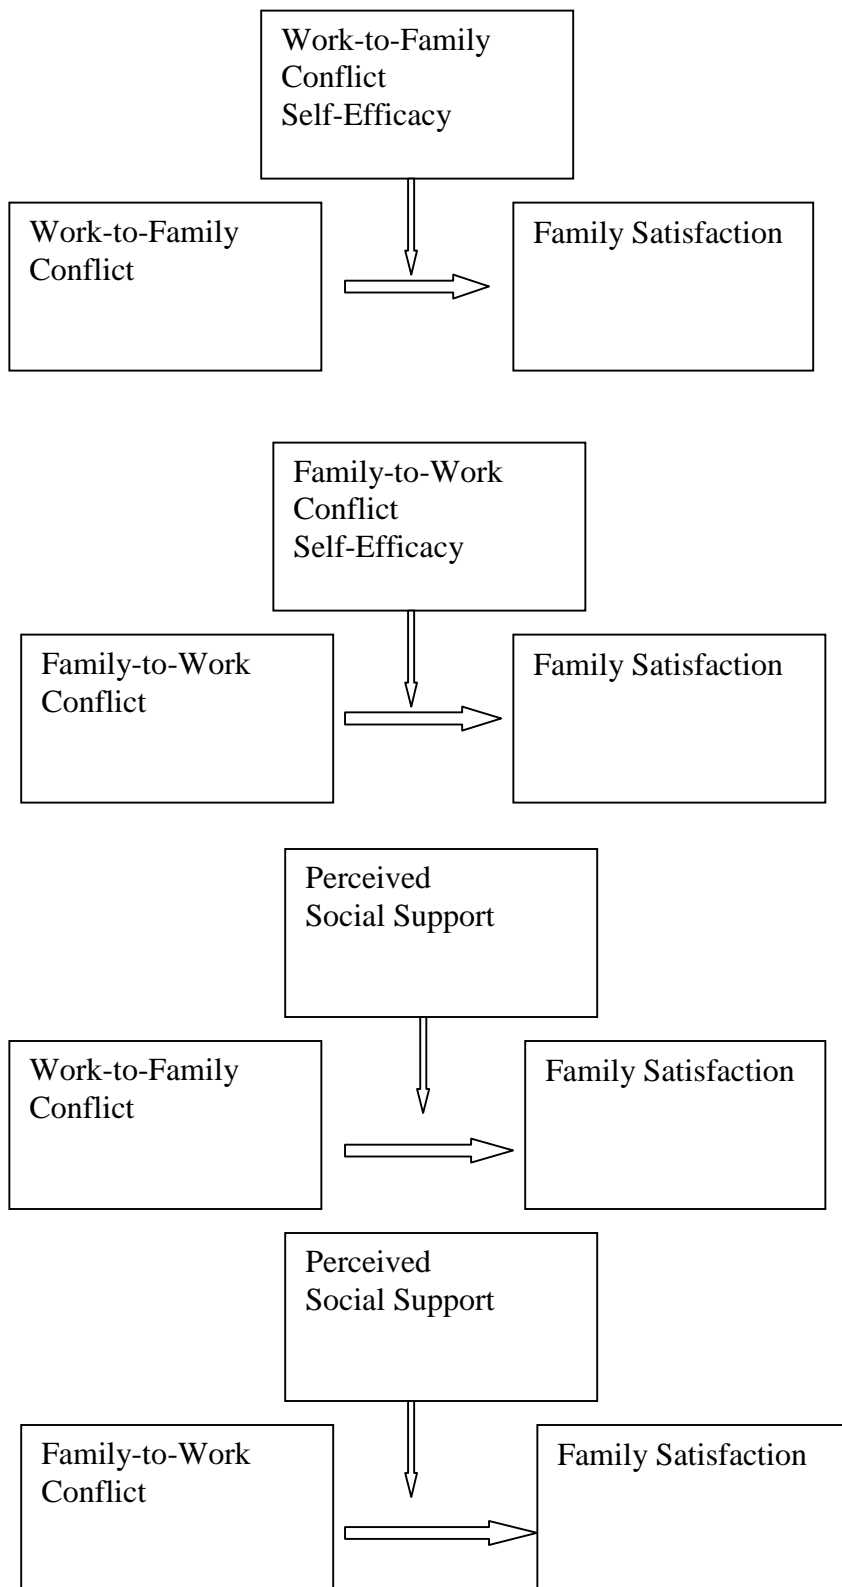 Work-to-Family
Conflict
Self-Efficacy
Work-to-Family
Conflict
Family Satisfaction
Family-to-Work
Conflict
Self-Efficacy
Family-to-Work
Conflict
Family Satisfaction
Perceived
Social Support
Work-to-Family
Conflict
Family Satisfaction
Perceived
Social Support
Family-to-Work
Conflict
Family Satisfaction